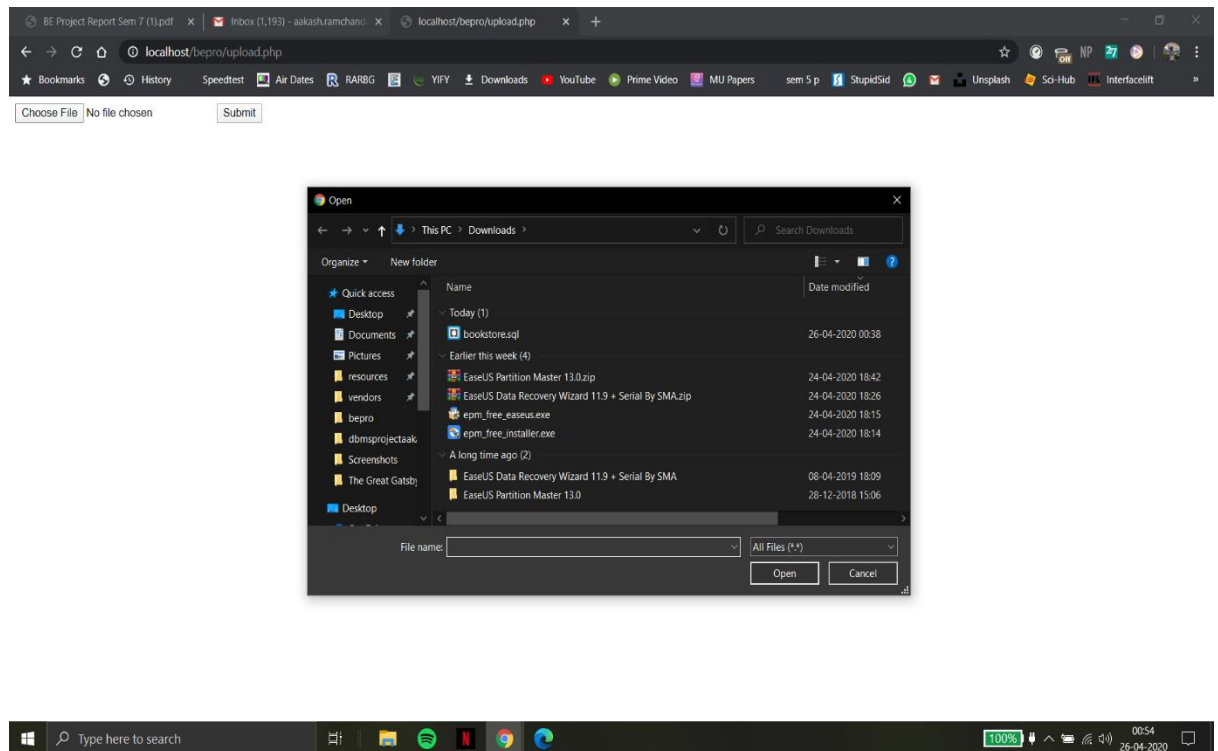 BE Project Report Sem 7 (1).pdf Inbox (1,193) - aakash.ramchand localhost/bepro/upload.php
localhost/bepro/upload.php Off NP 27
Bookmarks History Speedtest Air Dates RARBG YIFY Downloads YouTube Prime Video MU Papers sem 5 p StupidSid Unsplash Sci-Hub Interfacelift »
Choose File No file chosen Submit
Open
This PC > Downloads > Search Downloads
Organize New folder
Quick access Name Date modified
Desktop Today (1)
Documents bookstore.sql 26-04-2020 00:38
Pictures Earlier this week (4)
resources EaseUS Partition Master 13.0.zip 24-04-2020 18:42
vendors EaseUS Data Recovery Wizard 11.9 + Serial By SMA.zip 24-04-2020 18:26
bepro epm_free_easeus.exe 24-04-2020 18:15
dbmsprojectaak epm_free_installer.exe 24-04-2020 18:14
Screenshots A long time ago (2)
The Great Gatsby EaseUS Data Recovery Wizard 11.9 + Serial By SMA 08-04-2019 18:09
EaseUS Partition Master 13.0 28-12-2018 15:06
Desktop
File name: All Files (*.*)
Open Cancel
Type here to search N 100% 00:54
26-04-2020